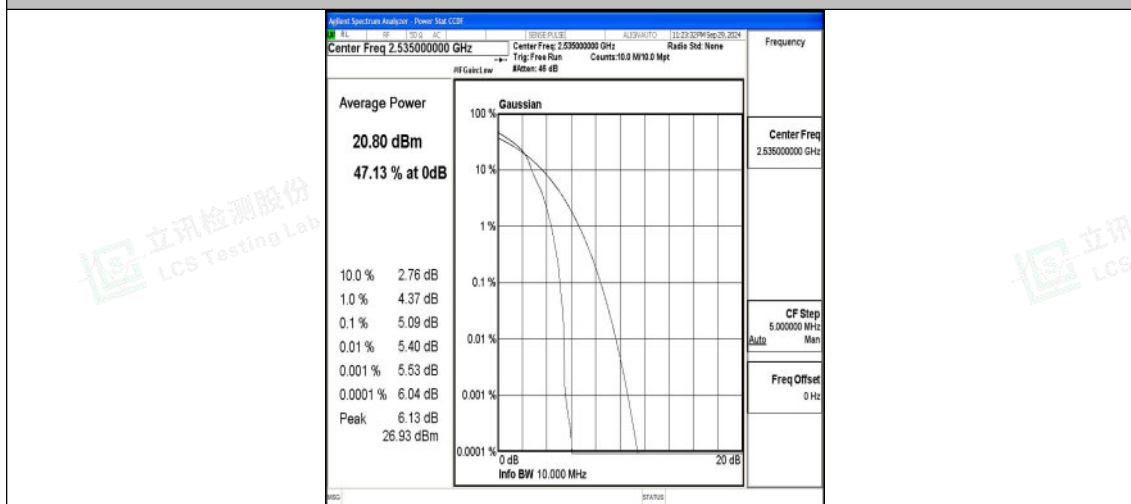 Agilent Spectrum Analyzer - Power Stat CCDF
RL RF 50 Ω AC SENSE:PULSE ALIGNAUTO 11:23:32PM Sep 29, 2024
Center Freq 2.535000000 GHz
Center Freq: 2.535000000 GHz Radio Std: None
Trig: Free Run Counts:10.0 M/10.0 Mpt
#IFGain:Low #Atten: 46 dB
Frequency
Average Power
20.80 dBm
47.13 % at 0dB
10.0 % 2.76 dB
1.0 % 4.37 dB
0.1 % 5.09 dB
0.01 % 5.40 dB
0.001 % 5.53 dB
0.0001 % 6.04 dB
Peak 6.13 dB
26.93 dBm
Gaussian
100 %
10 %
1 %
0.1 %
0.01 %
0.001 %
0.0001 %
0 dB 20 dB
Info BW 10.000 MHz
Center Freq
2.535000000 GHz
CF Step
5.000000 MHz
Auto Man
Freq Offset
0 Hz
MSG STATUS
立讯检测股份
LCS Testing Lab
立讯
LCS